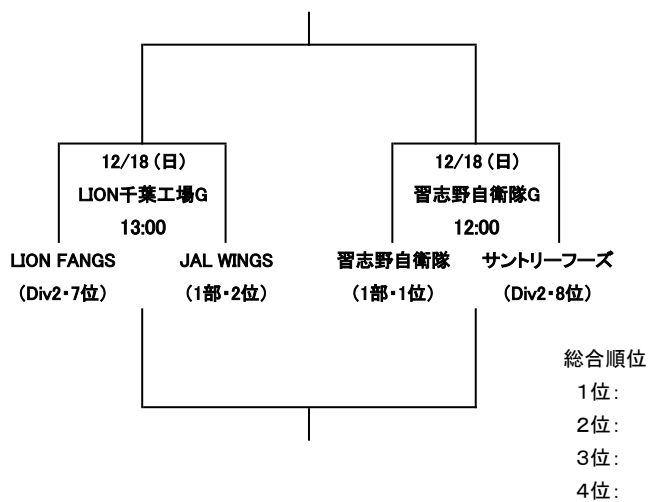 12/18（日）
LION千葉工場G
13:00
LION FANGS
（Div2・7位）
JAL WINGS
（1部・2位）
12/18（日）
習志野自衛隊G
12:00
習志野自衛隊
（1部・1位）
サントリーフーズ
（Div2・8位）
総合順位
1位：
2位：
3位：
4位：